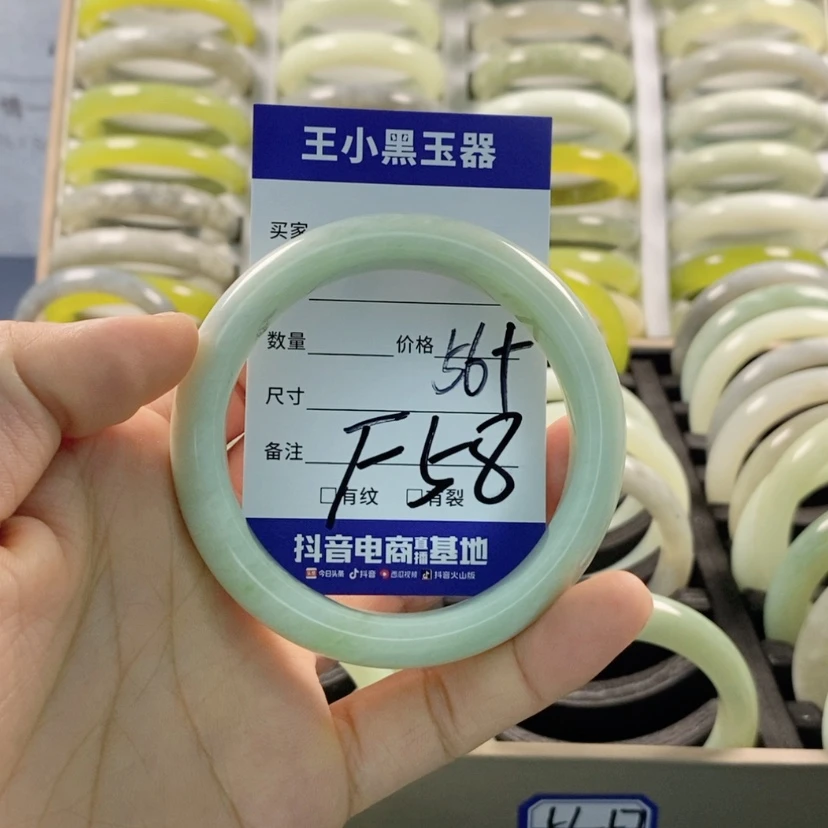 王小黑玉器
买家
数量 价格 56+
尺寸
备注 F58
□有纹 □有裂
抖音电商直播基地
今日头条 抖音 西瓜视频 抖音火山版